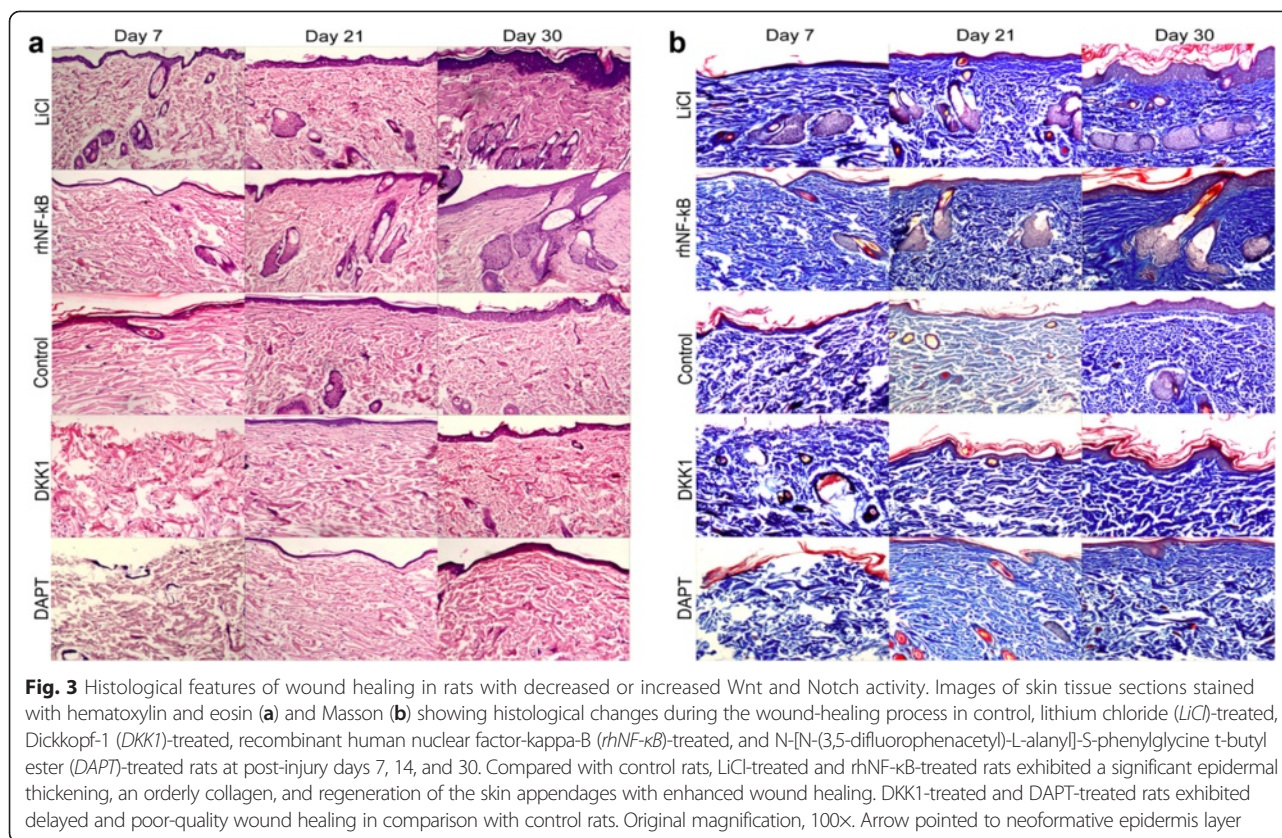 a
Day 7
Day 21
Day 30
LiCl
rhNF-kB
Control
DKK1
DAPT
b
Day 7
Day 21
Day 30
LiCl
rhNF-kB
Control
DKK1
DAPT
Fig. 3 Histological features of wound healing in rats with decreased or increased Wnt and Notch activity. Images of skin tissue sections stained
with hematoxylin and eosin (a) and Masson (b) showing histological changes during the wound-healing process in control, lithium chloride (LiCl)-treated,
Dickkopf-1 (DKK1)-treated, recombinant human nuclear factor-kappa-B (rhNF-κB)-treated, and N-[N-(3,5-difluorophenacetyl)-L-alanyl]-S-phenylglycine t-butyl
ester (DAPT)-treated rats at post-injury days 7, 14, and 30. Compared with control rats, LiCl-treated and rhNF-κB-treated rats exhibited a significant epidermal
thickening, an orderly collagen, and regeneration of the skin appendages with enhanced wound healing. DKK1-treated and DAPT-treated rats exhibited
delayed and poor-quality wound healing in comparison with control rats. Original magnification, 100×. Arrow pointed to neoformative epidermis layer